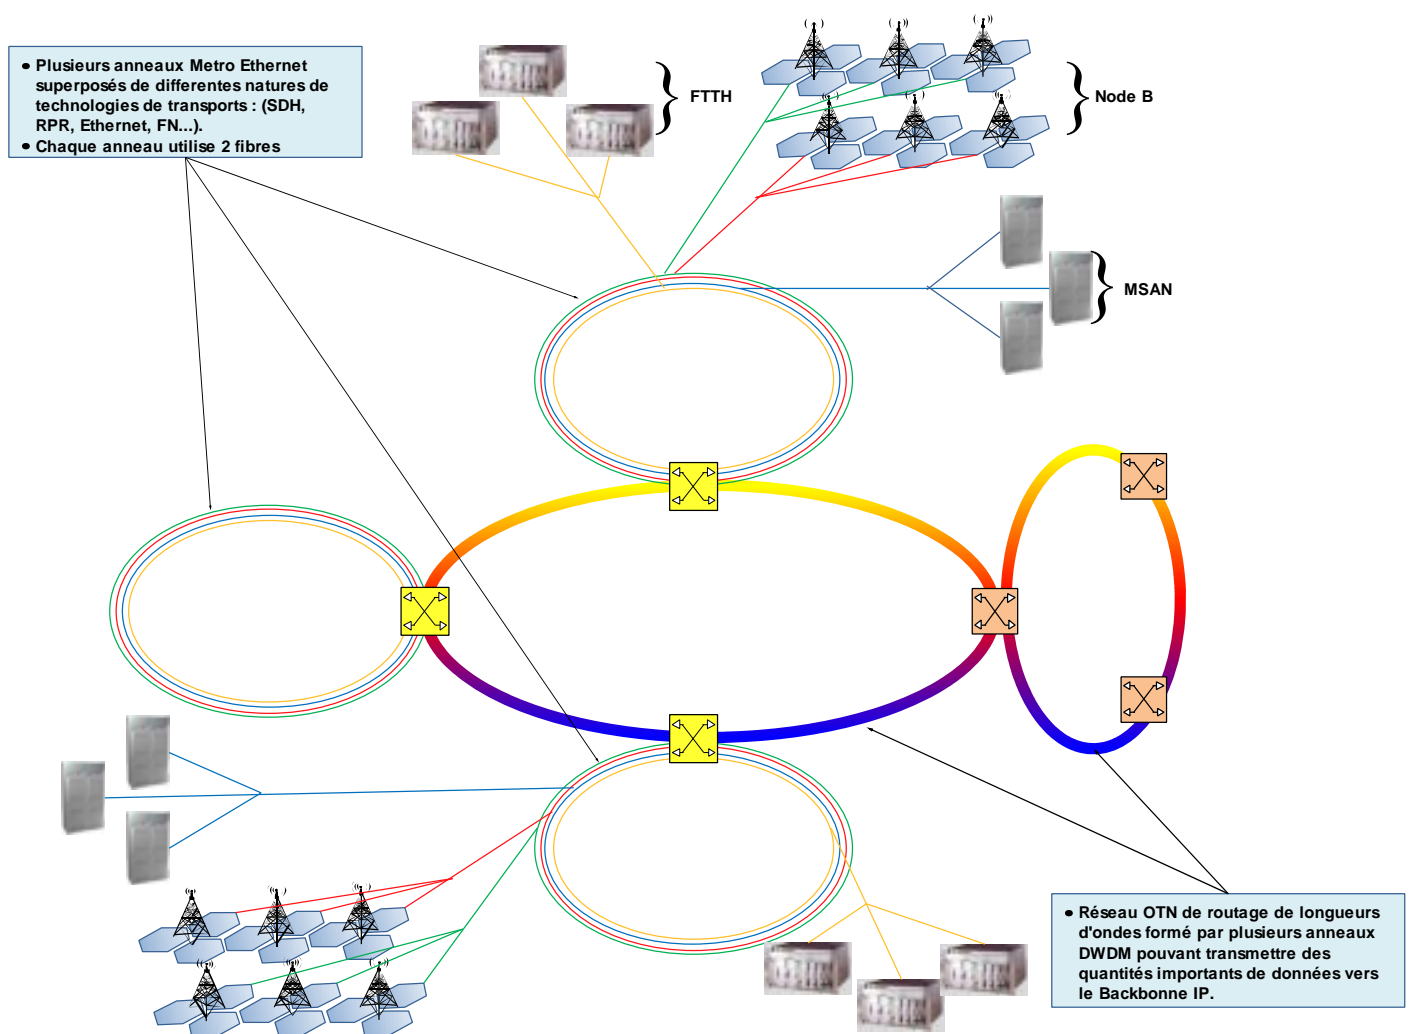 • Plusieurs anneaux Metro Ethernet
superposés de differentes natures de
technologies de transports : (SDH,
RPR, Ethernet, FN...).
• Chaque anneau utilise 2 fibres
FTTH
Node B
MSAN
• Réseau OTN de routage de longueurs
d'ondes formé par plusieurs anneaux
DWDM pouvant transmettre des
quantités importants de données vers
le Backbonne IP.